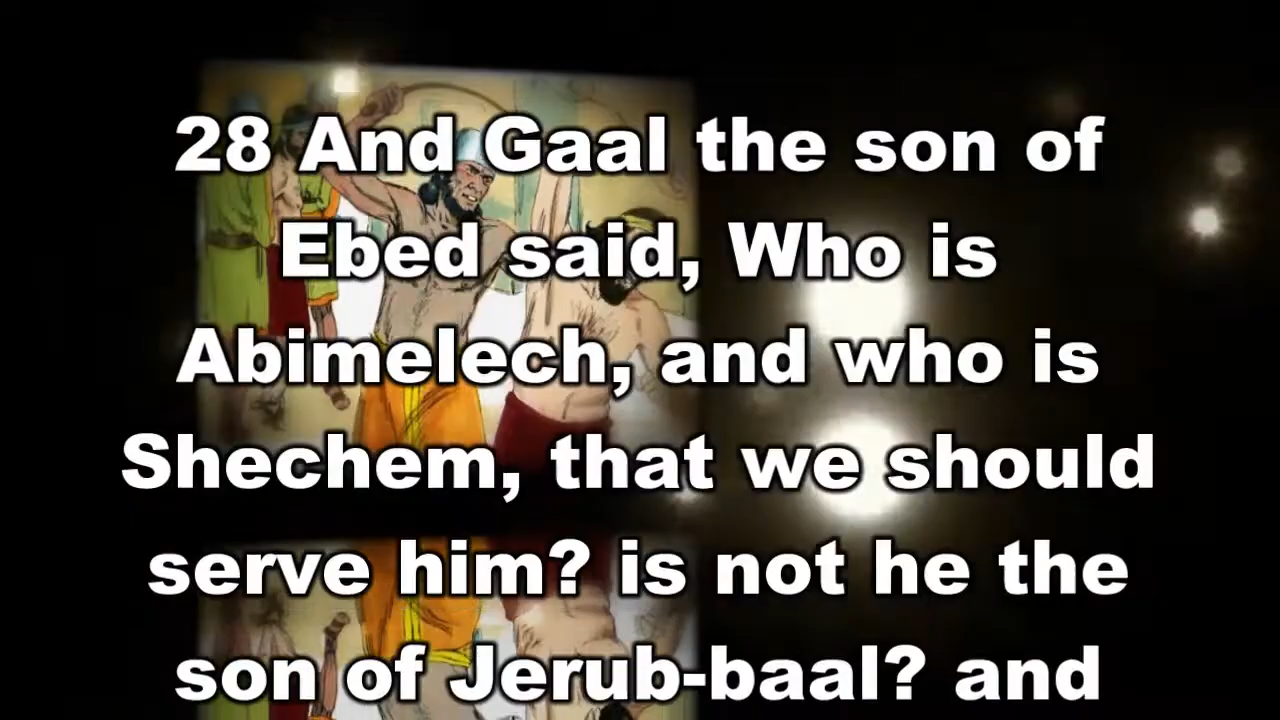 28 And Gaal the son of
Ebed said, Who is
Abimelech, and who is
Shechem, that we should
serve him? is not he the
son of Jerub-baal? and